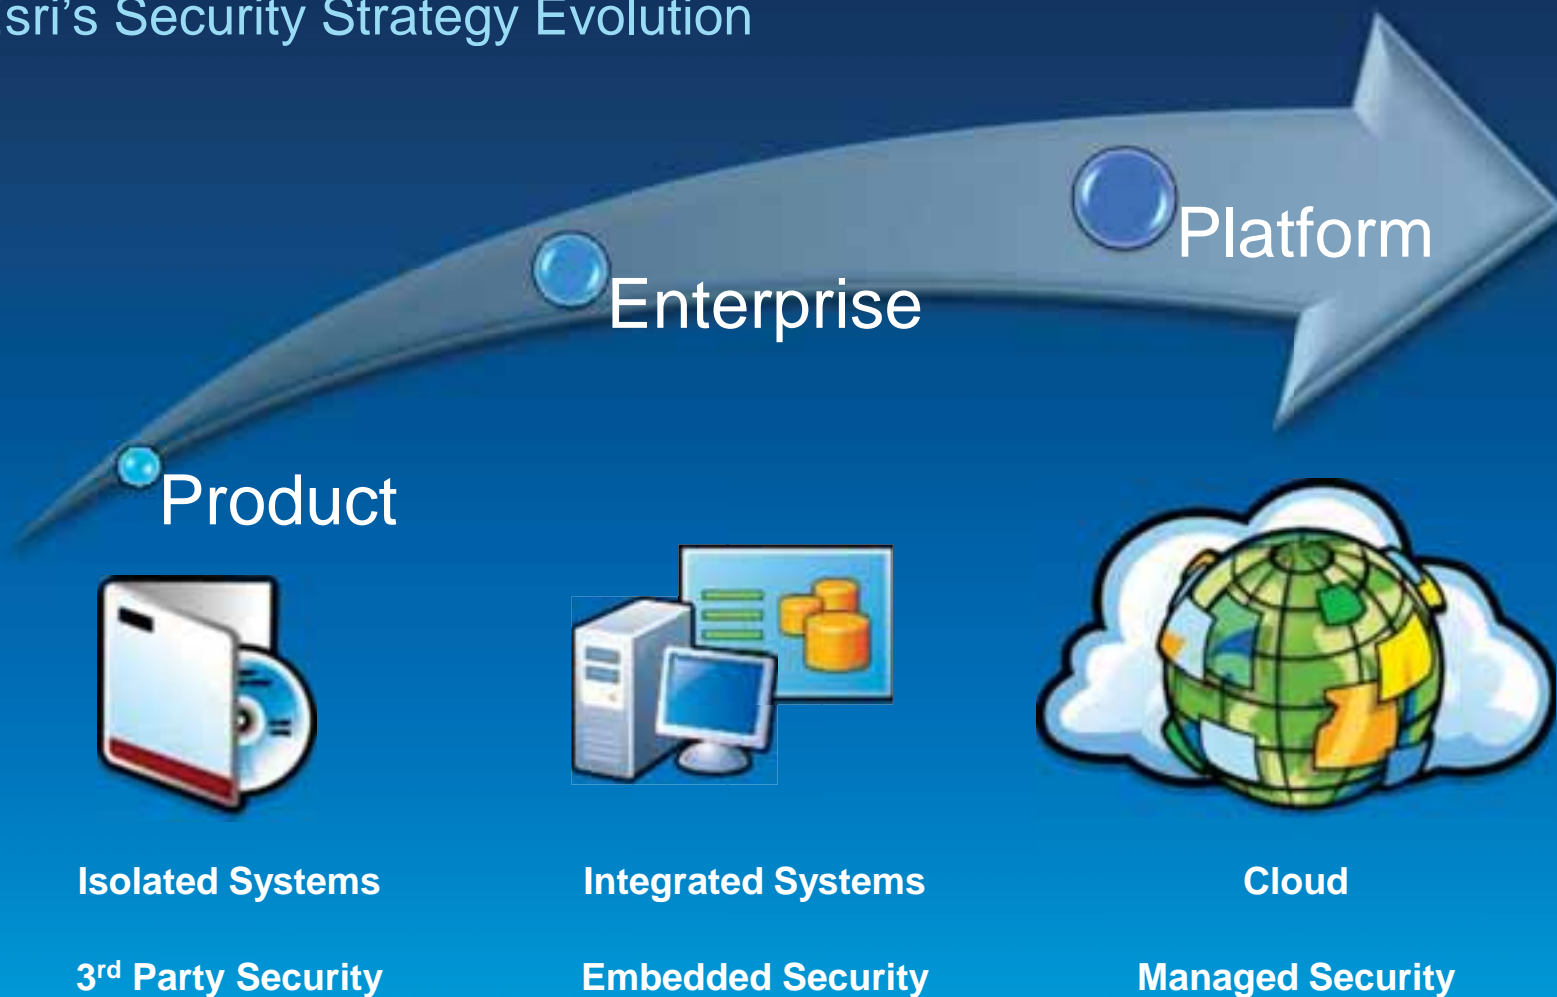 sri's Security Strategy Evolution
Platform
Enterprise
Product
Isolated Systems
Integrated Systems
Cloud
3rd Party Security
Embedded Security
Managed Security